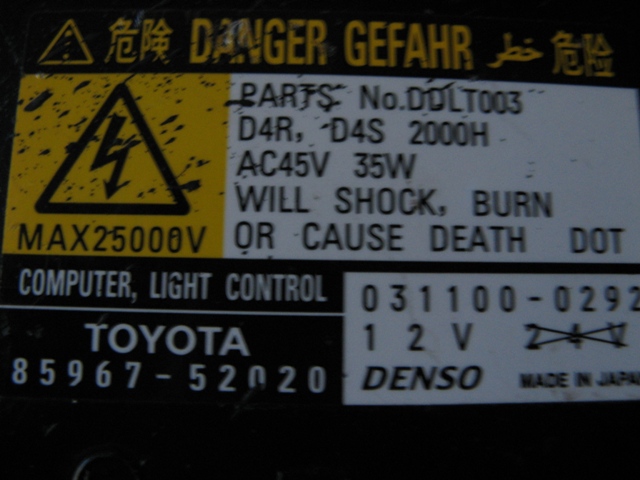 危険 DANGER GEFAHR خطر 危险
PARTS No.DDLT003
D4R, D4S 2000H
AC45V 35W
WILL SHOCK, BURN
OR CAUSE DEATH DOT
MAX25000V
COMPUTER, LIGHT CONTROL
TOYOTA
85967-52020
031100-0292
12V 24V
DENSO MADE IN JAPAN